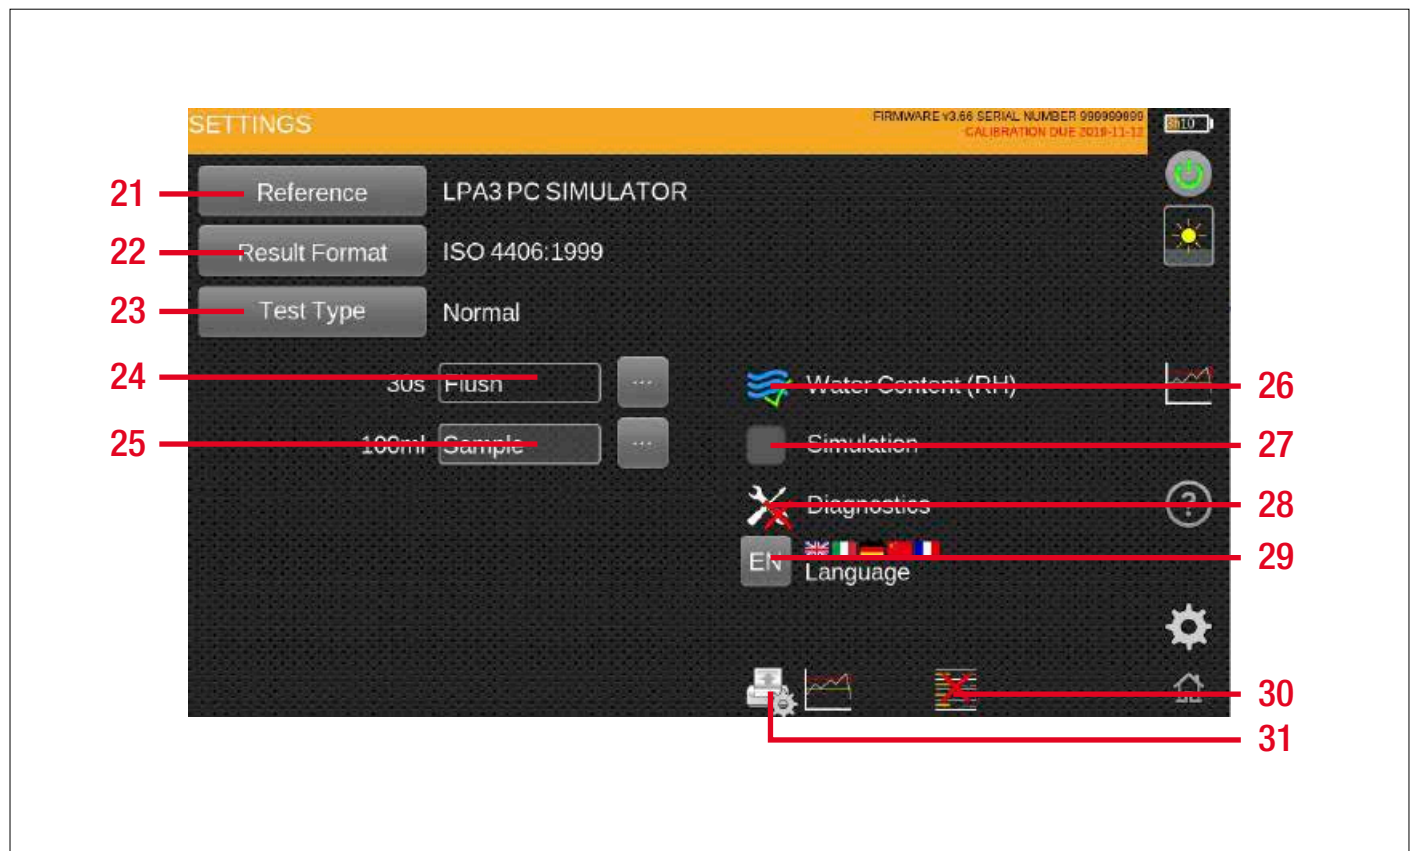 SETTINGS
FIRMWARE v3.66 SERIAL NUMBER 999999999
CALIBRATION DUE 2019-11-12
21 Reference LPA3 PC SIMULATOR
22 Result Format ISO 4406:1999
23 Test Type Normal
24 30s Flush ...
25 100ml Sample ...
Water Content (RH) 26
Simulation 27
Diagnostics 28
EN Language 29
30
31